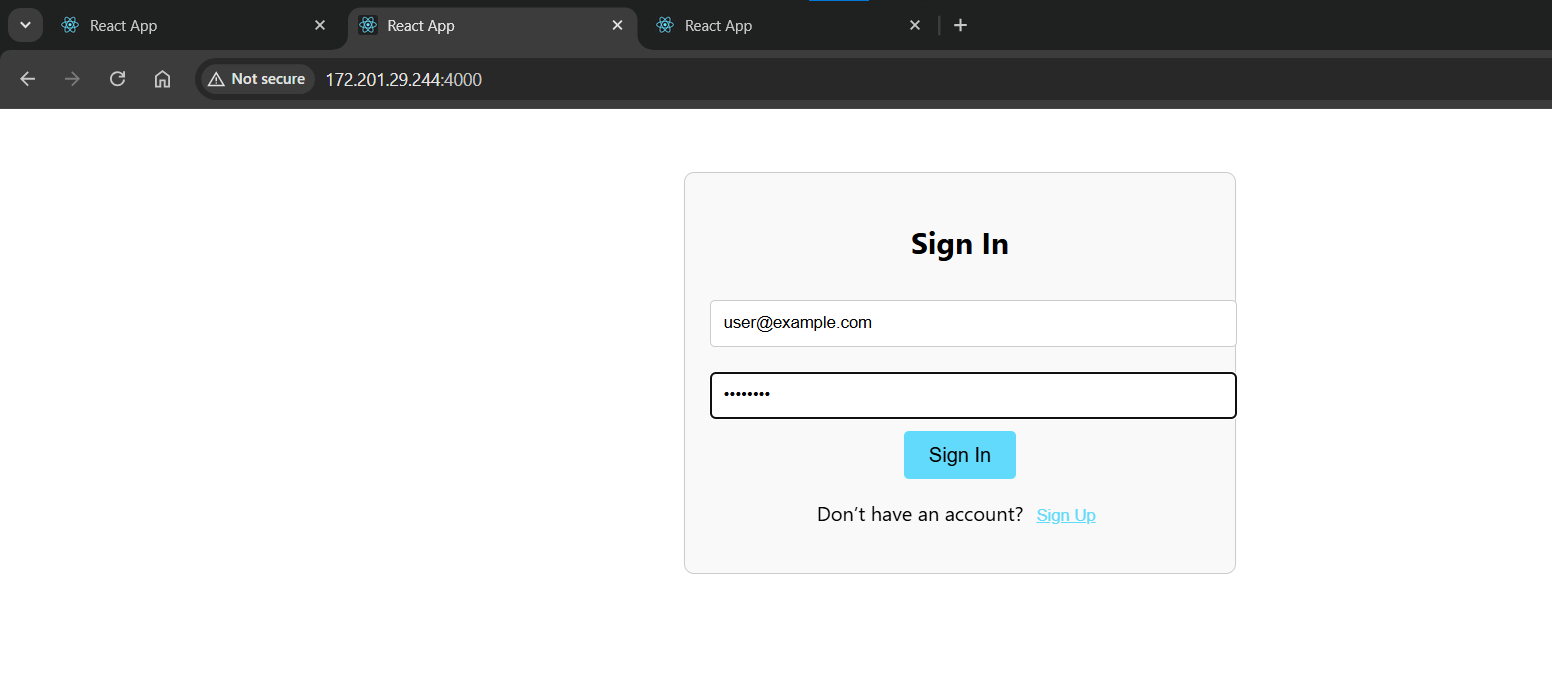 React App
React App
React App
Not secure 172.201.29.244:4000
Sign In
user@example.com
••••••••
Sign In
Don’t have an account? Sign Up